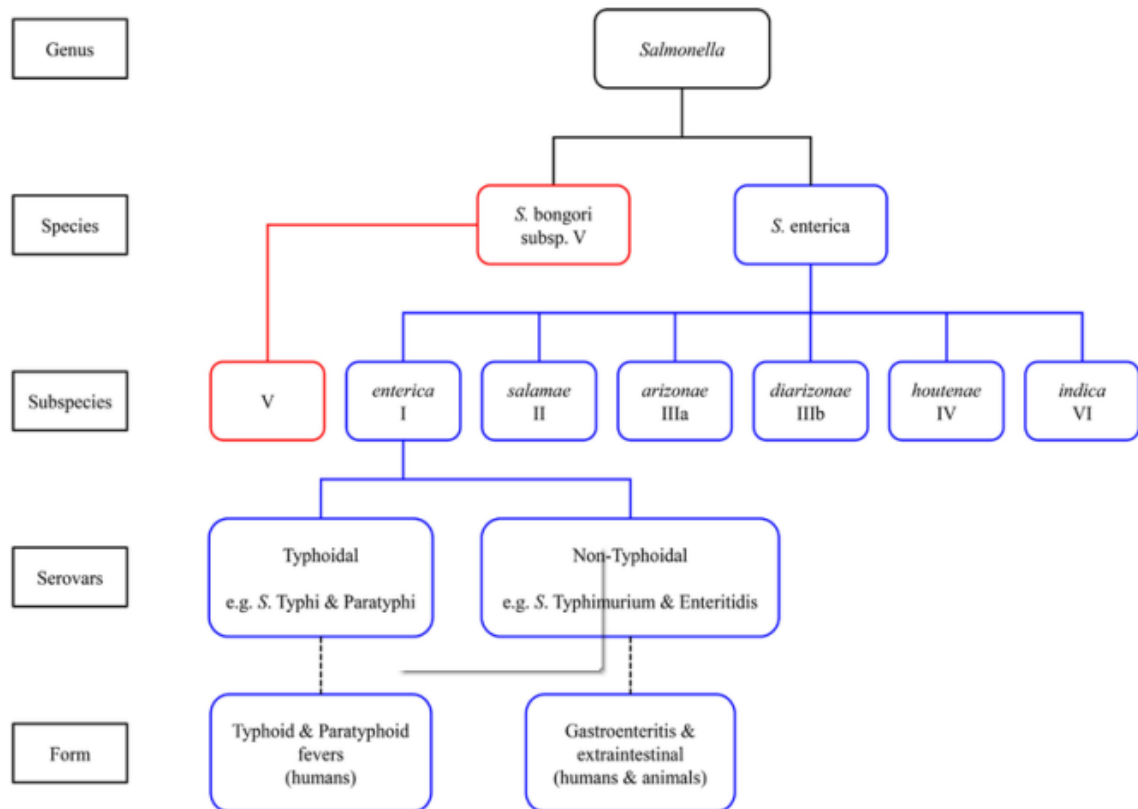 Genus
Salmonella
Species
S. bongori
subsp. V
S. enterica
Subspecies
V
enterica
I
salamae
II
arizonae
IIIa
diarizonae
IIIb
houtenae
IV
indica
VI
Serovars
Typhoidal
e.g. S. Typhi & Paratyphi
Non-Typhoidal
e.g. S. Typhimurium & Enteritidis
Form
Typhoid & Paratyphoid
fevers
(humans)
Gastroenteritis &
extraintestinal
(humans & animals)